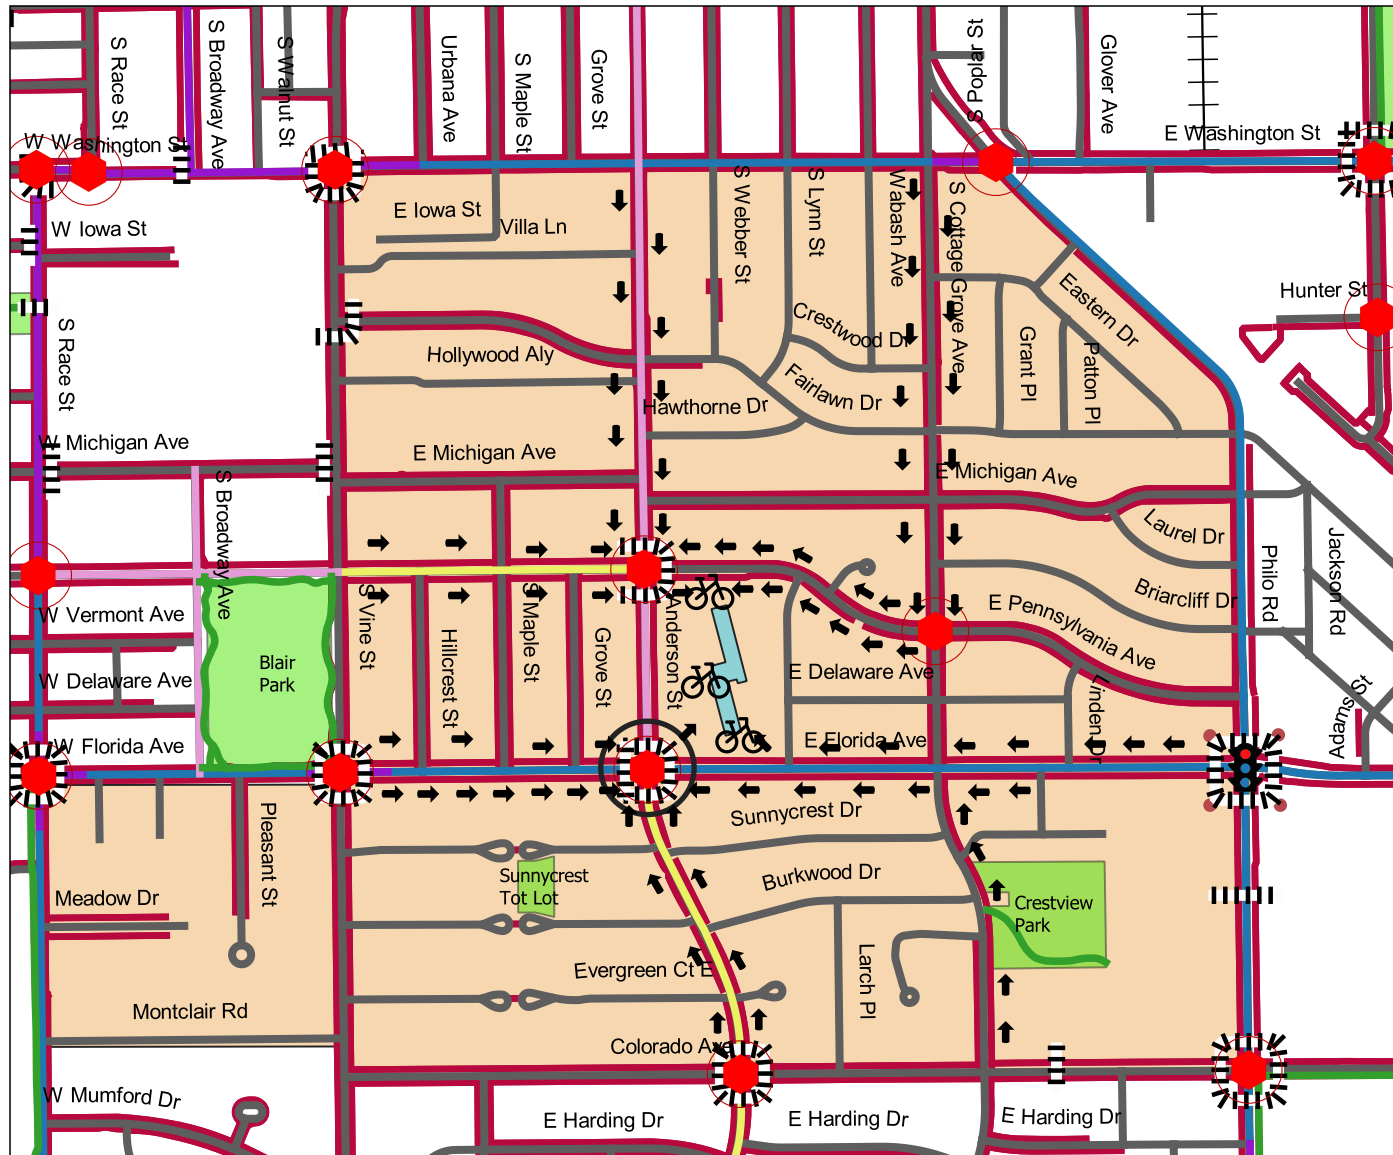 S Race St
S Broadway Ave
S Walnut St
Urbana Ave
S Maple St
Grove St
S Poplar St
Glover Ave
W Washington St
E Washington St
W Iowa St
E Iowa St
Villa Ln
S Webber St
S Lynn St
Wabash Ave
S Cottage Grove Ave
Eastern Dr
Hunter St
S Race St
Hollywood Aly
Crestwood Dr
Fairlawn Dr
Grant Pl
Patton Pl
Hawthorne Dr
W Michigan Ave
E Michigan Ave
E Michigan Ave
S Broadway Ave
Laurel Dr
Philo Rd
Jackson Rd
Briarcliff Dr
W Vermont Ave
S Vine St
Hillcrest St
S Maple St
Grove St
Anderson St
E Pennsylvania Ave
Blair
Park
W Delaware Ave
E Delaware Ave
Linden Dr
Adams St
W Florida Ave
E Florida Ave
Pleasant St
Sunnycrest Dr
Sunnycrest
Tot Lot
Burkwood Dr
Meadow Dr
Crestview
Park
Evergreen Ct E
Larch Pl
Montclair Rd
Colorado Ave
W Mumford Dr
E Harding Dr
E Harding Dr
E Harding Dr